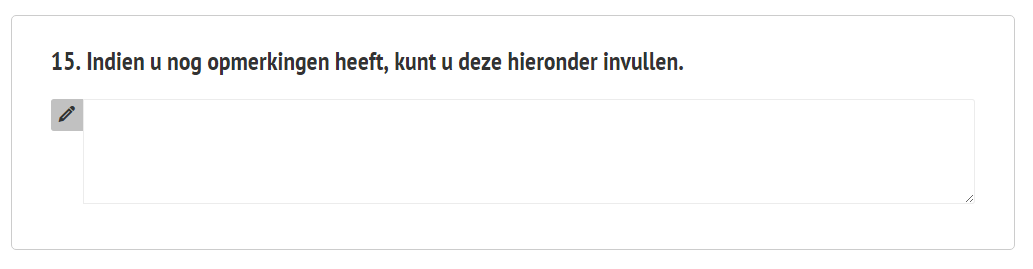 15. Indien u nog opmerkingen heeft, kunt u deze hieronder invullen.